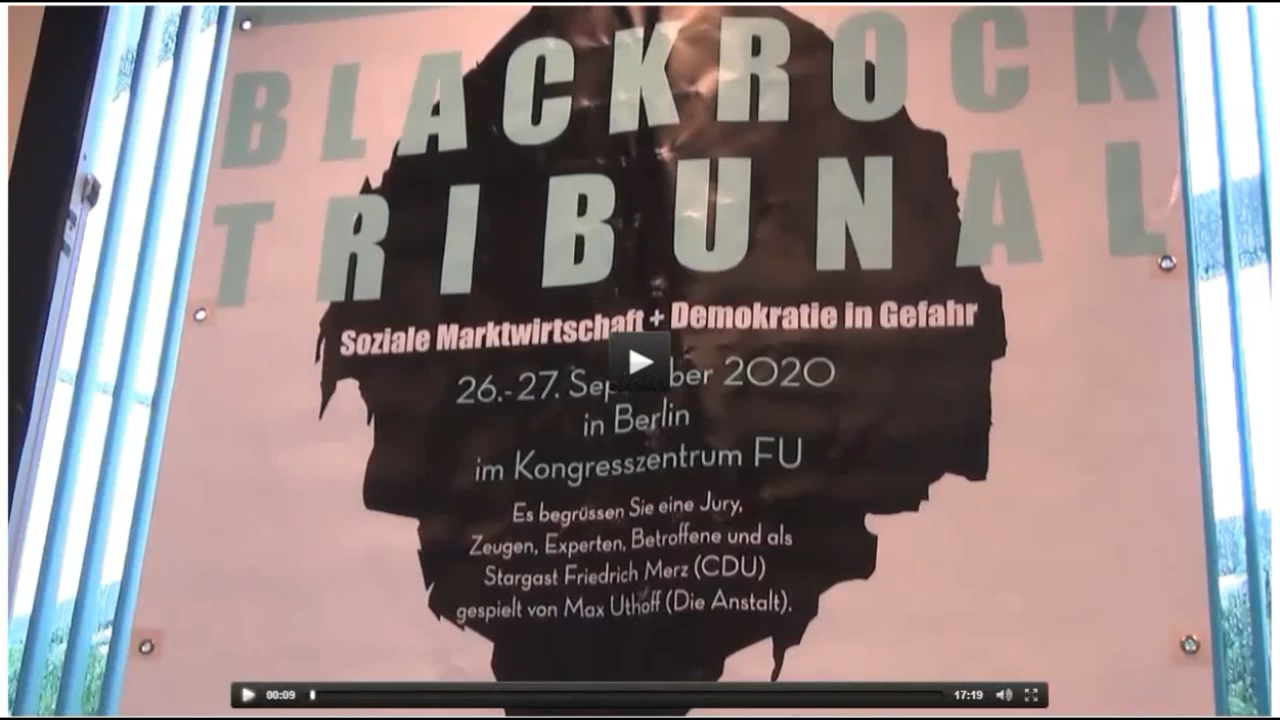 BLACKROCK
TRIBUNAL
Soziale Marktwirtschaft + Demokratie in Gefahr
26.-27. September 2020
in Berlin
im Kongresszentrum FU
Es begrüssen Sie eine Jury,
Zeugen, Experten, Betroffene und als
Stargast Friedrich Merz (CDU)
gespielt von Max Uthoff (Die Anstalt).
00:09
17:19